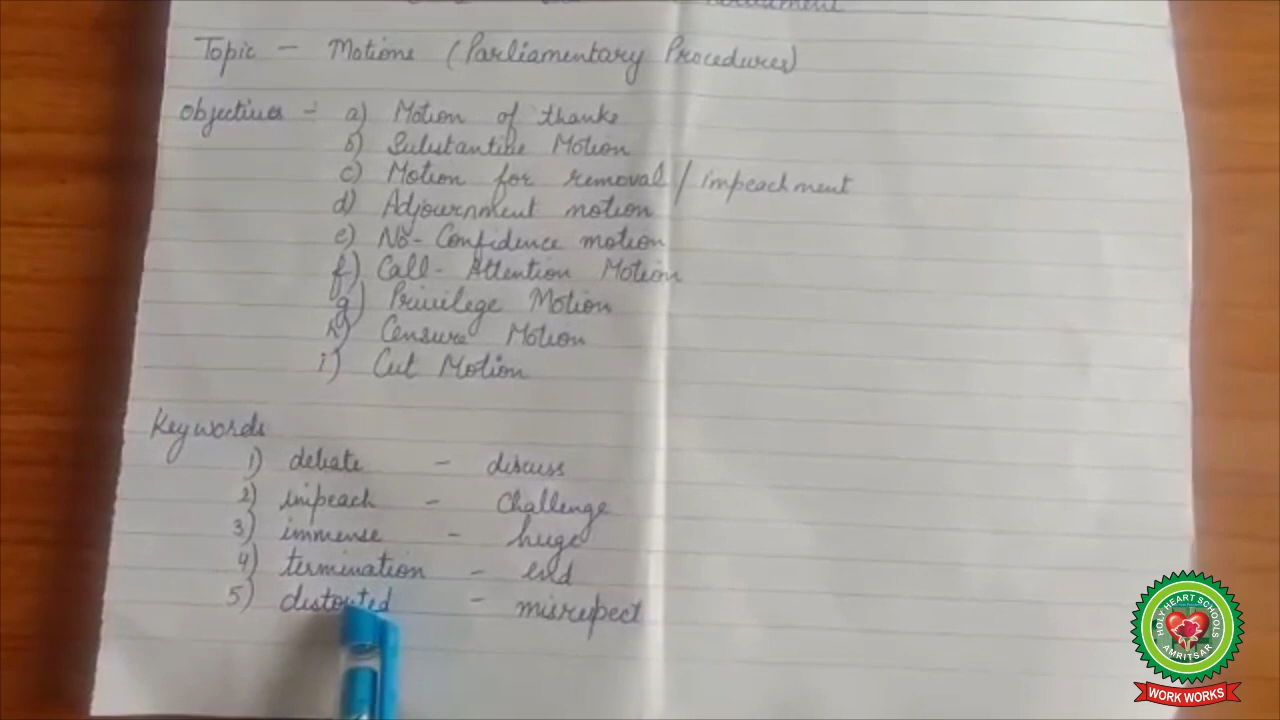 Topic - Motions (Parliamentary Procedures)
Objectives :- a) Motion of thanks
b) Substantive Motion
c) Motion for removal / impeachment
d) Adjournment motion
e) No-Confidence motion
f) Call-Attention Motion
g) Privilege Motion
h) Censure Motion
i) Cut Motion
Keywords
1) debate - discuss
2) impeach - Challenge
3) immense - huge
4) termination - end
5) distorted - misrepect
HOLY HEART SCHOOLS
AMRITSAR
WORK WORKS